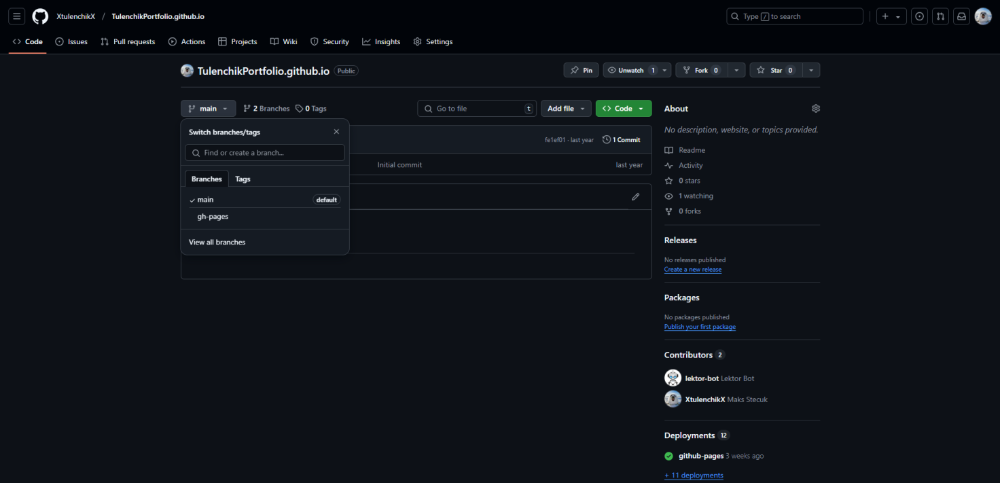 XtulenchikX / TulenchikPortfolio.github.io
Type / to search
Code Issues Pull requests Actions Projects Wiki Security Insights Settings
TulenchikPortfolio.github.io Public
Pin Unwatch 1 Fork 0 Star 0
main 2 Branches 0 Tags
Go to file t Add file Code
Switch branches/tags
Find or create a branch...
Branches Tags
main default
gh-pages
View all branches
fe1ef01 · last year 1 Commit
Initial commit last year
About
No description, website, or topics provided.
Readme
Activity
0 stars
1 watching
0 forks
Releases
No releases published
Create a new release
Packages
No packages published
Publish your first package
Contributors 2
lektor-bot Lektor Bot
XtulenchikX Maks Stecuk
Deployments 12
github-pages 3 weeks ago
+ 11 deployments